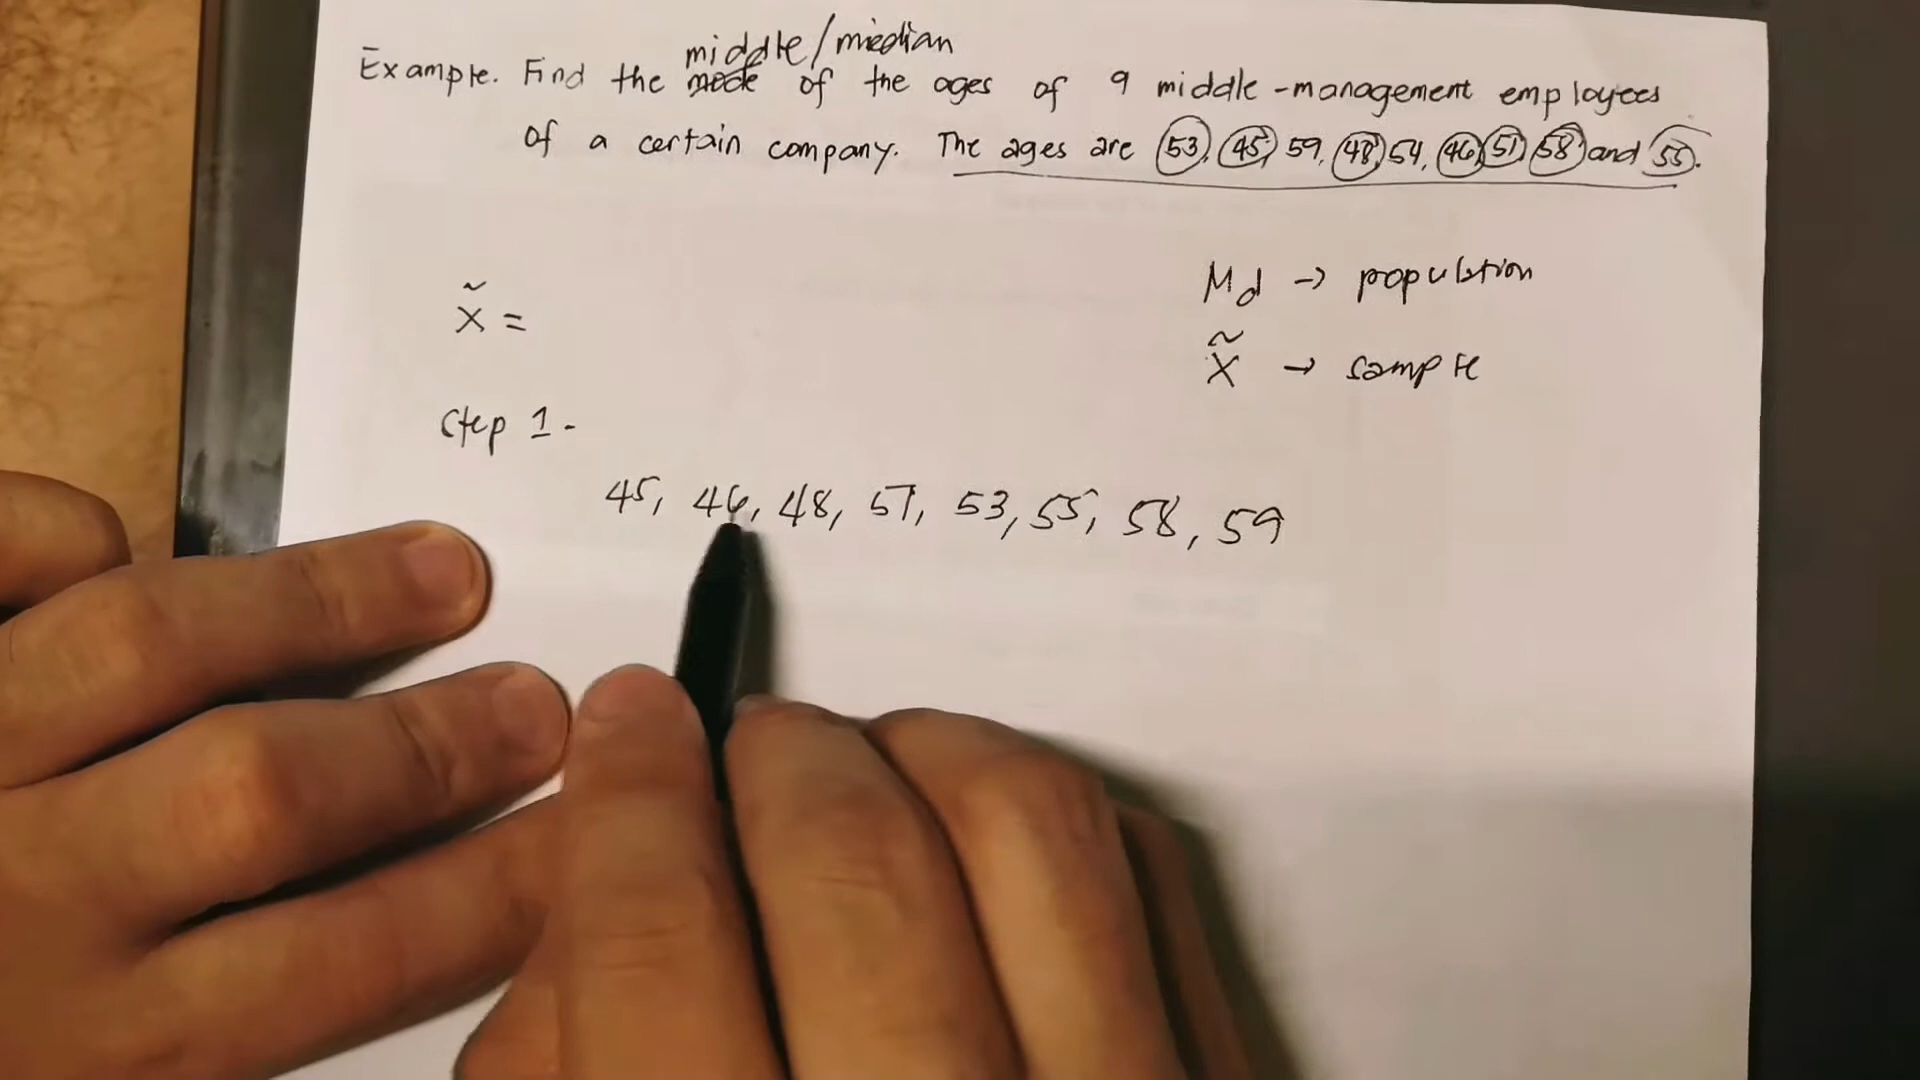 middle/median
Example. Find the mode of the ages of 9 middle-management employees
of a certain company. The ages are 53, 45, 59, 48, 54, 46, 51, 58 and 55.
Md → population
x̃ =
X̃ → sample
Step 1.
45, 46, 48, 51, 53, 55, 58, 59